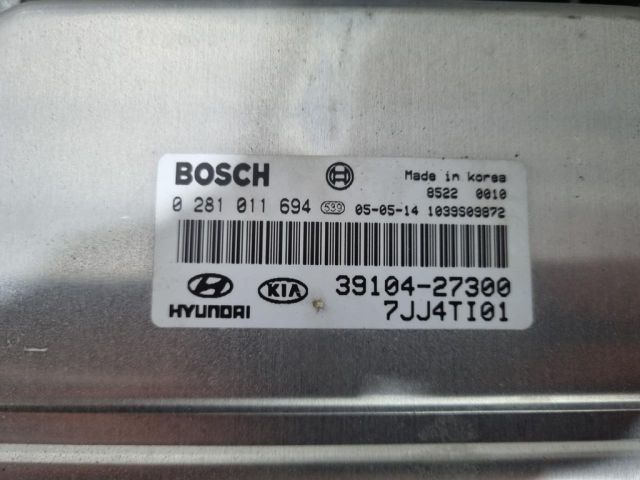 BOSCH
Made in korea
8522 0010
0 281 011 694 539 05-05-14 1039S09872
HYUNDAI KIA 39104-27300
7JJ4TI01